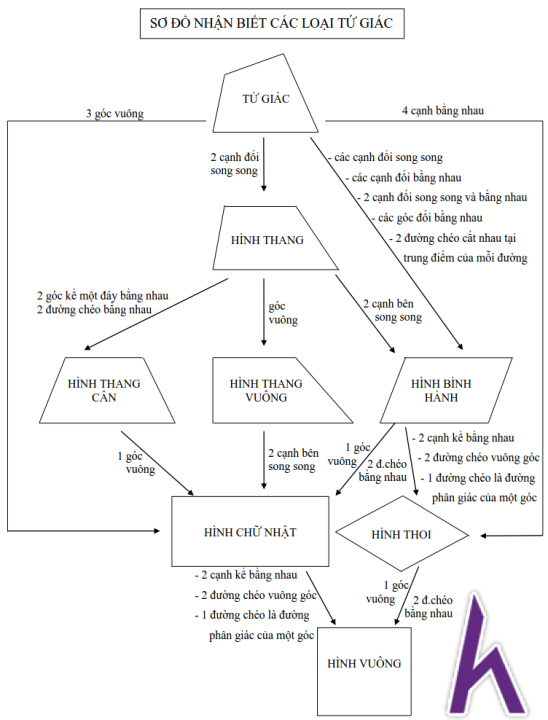 SƠ ĐỒ NHẬN BIẾT CÁC LOẠI TỨ GIÁC
TỨ GIÁC
3 góc vuông
4 cạnh bằng nhau
2 cạnh đối
song song
- các cạnh đối song song
- các cạnh đối bằng nhau
- 2 cạnh đối song song và bằng nhau
- các góc đối bằng nhau
- 2 đường chéo cắt nhau tại
trung điểm của mỗi đường
HÌNH THANG
2 góc kề một đáy bằng nhau
2 đường chéo bằng nhau
góc
vuông
2 cạnh bên
song song
HÌNH THANG
CÂN
HÌNH THANG
VUÔNG
HÌNH BÌNH
HÀNH
1 góc
vuông
2 cạnh bên
song song
1 góc
vuông
2 đ.chéo
bằng nhau
- 2 cạnh kề bằng nhau
- 2 đường chéo vuông góc
- 1 đường chéo là đường
phân giác của một góc
HÌNH CHỮ NHẬT
HÌNH THOI
- 2 cạnh kề bằng nhau
- 2 đường chéo vuông góc
- 1 đường chéo là đường
phân giác của một góc
1 góc
vuông
2 đ.chéo
bằng nhau
HÌNH VUÔNG